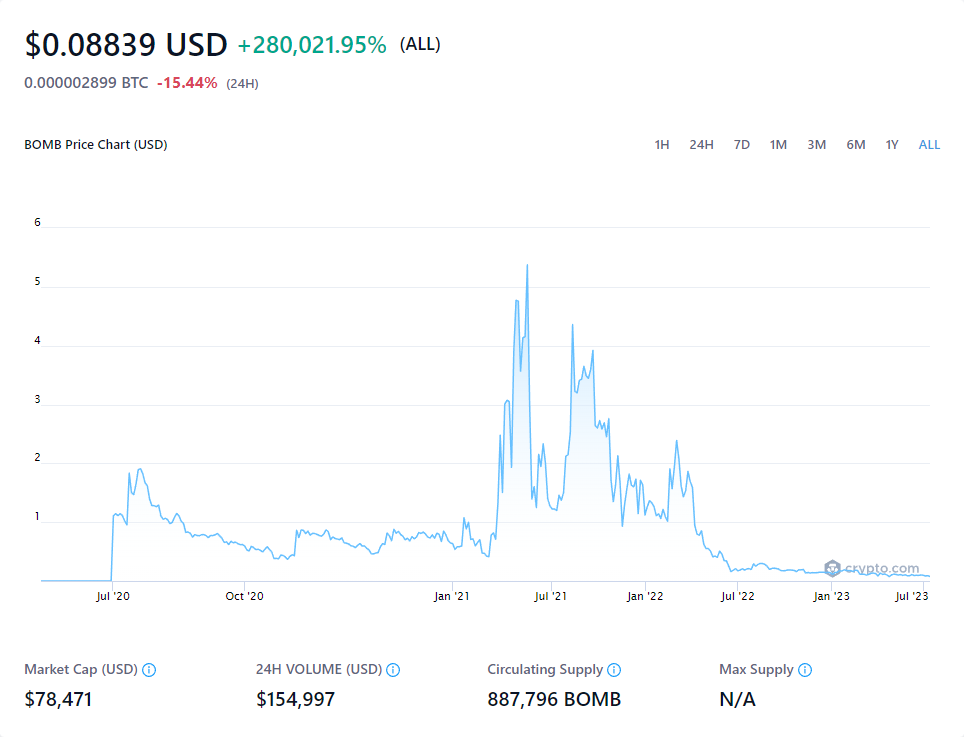 $0.08839 USD +280,021.95% (ALL)
0.000002899 BTC -15.44% (24H)
BOMB Price Chart (USD) 1H 24H 7D 1M 3M 6M 1Y ALL
6
5
4
3
2
1
crypto.com
Jul '20 Oct '20 Jan '21 Jul '21 Jan '22 Jul '22 Jan '23 Jul '23
Market Cap (USD) 24H VOLUME (USD) Circulating Supply Max Supply
$78,471 $154,997 887,796 BOMB N/A